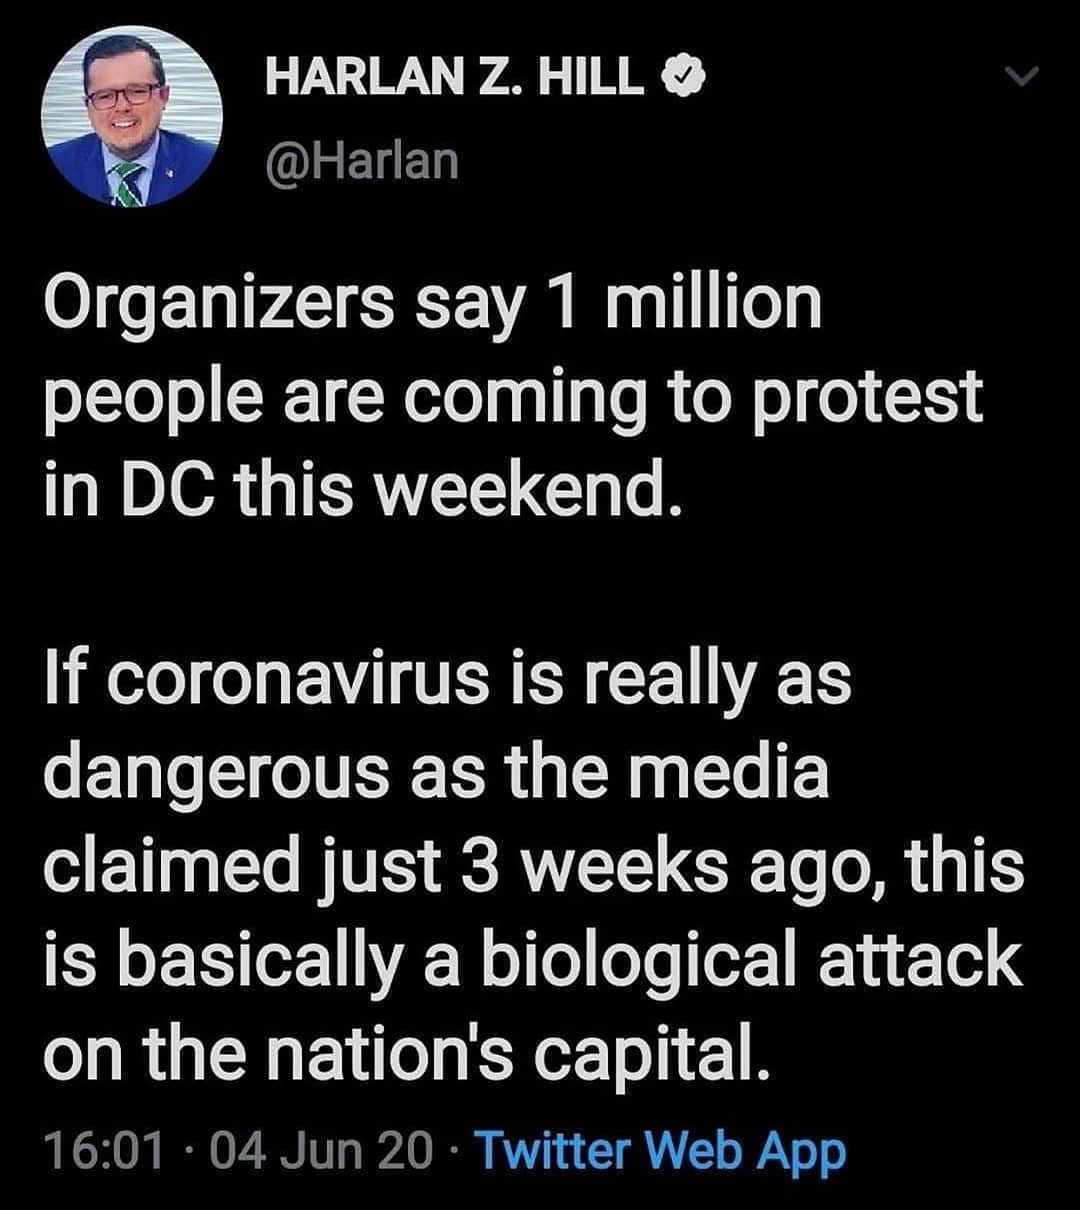 HARLAN Z. HILL
@Harlan
Organizers say 1 million
people are coming to protest
in DC this weekend.
If coronavirus is really as
dangerous as the media
claimed just 3 weeks ago, this
is basically a biological attack
on the nation's capital.
16:01 · 04 Jun 20 · Twitter Web App